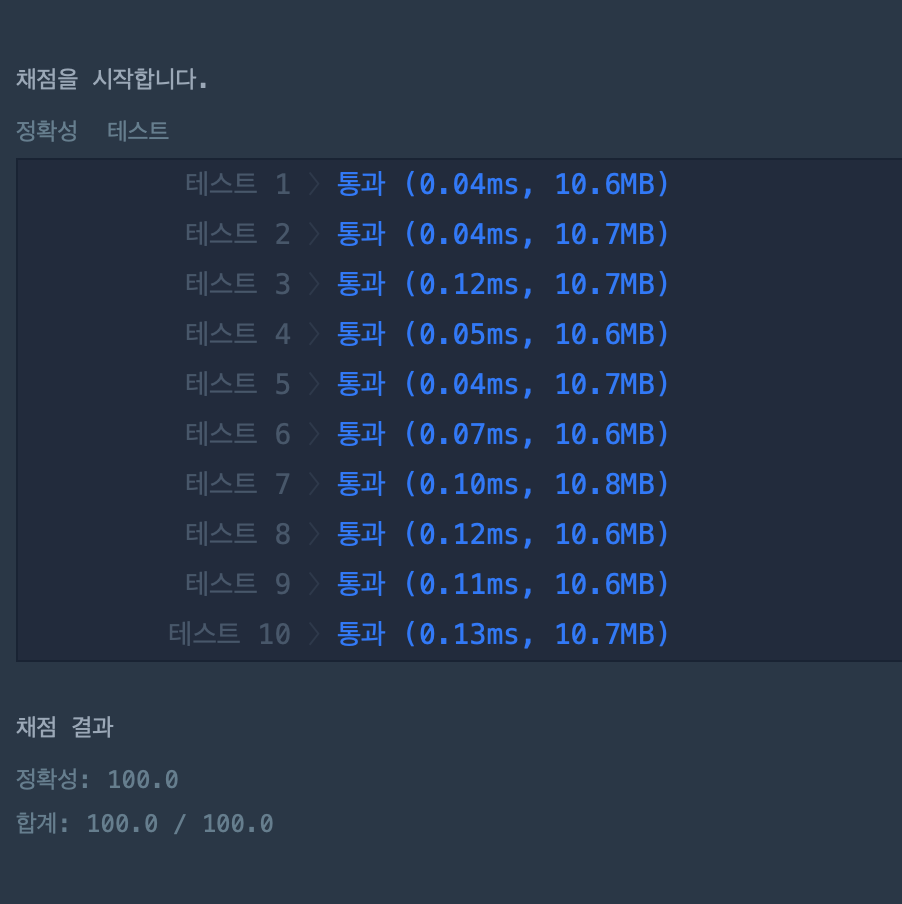 채점을 시작합니다.
정확성 테스트
테스트 1 〉 통과 (0.04ms, 10.6MB)
테스트 2 〉 통과 (0.04ms, 10.7MB)
테스트 3 〉 통과 (0.12ms, 10.7MB)
테스트 4 〉 통과 (0.05ms, 10.6MB)
테스트 5 〉 통과 (0.04ms, 10.7MB)
테스트 6 〉 통과 (0.07ms, 10.6MB)
테스트 7 〉 통과 (0.10ms, 10.8MB)
테스트 8 〉 통과 (0.12ms, 10.6MB)
테스트 9 〉 통과 (0.11ms, 10.6MB)
테스트 10 〉 통과 (0.13ms, 10.7MB)
채점 결과
정확성: 100.0
합계: 100.0 / 100.0